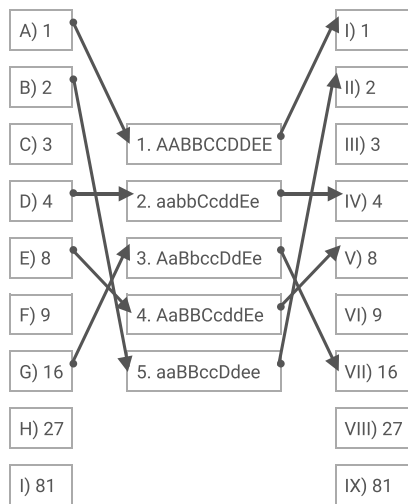 A) 1
B) 2
C) 3
D) 4
E) 8
F) 9
G) 16
H) 27
I) 81
1. AABBCCDDEE
2. aabbCcddEe
3. AaBbccDdEe
4. AaBBCcddEe
5. aaBBccDdee
I) 1
II) 2
III) 3
IV) 4
V) 8
VI) 9
VII) 16
VIII) 27
IX) 81